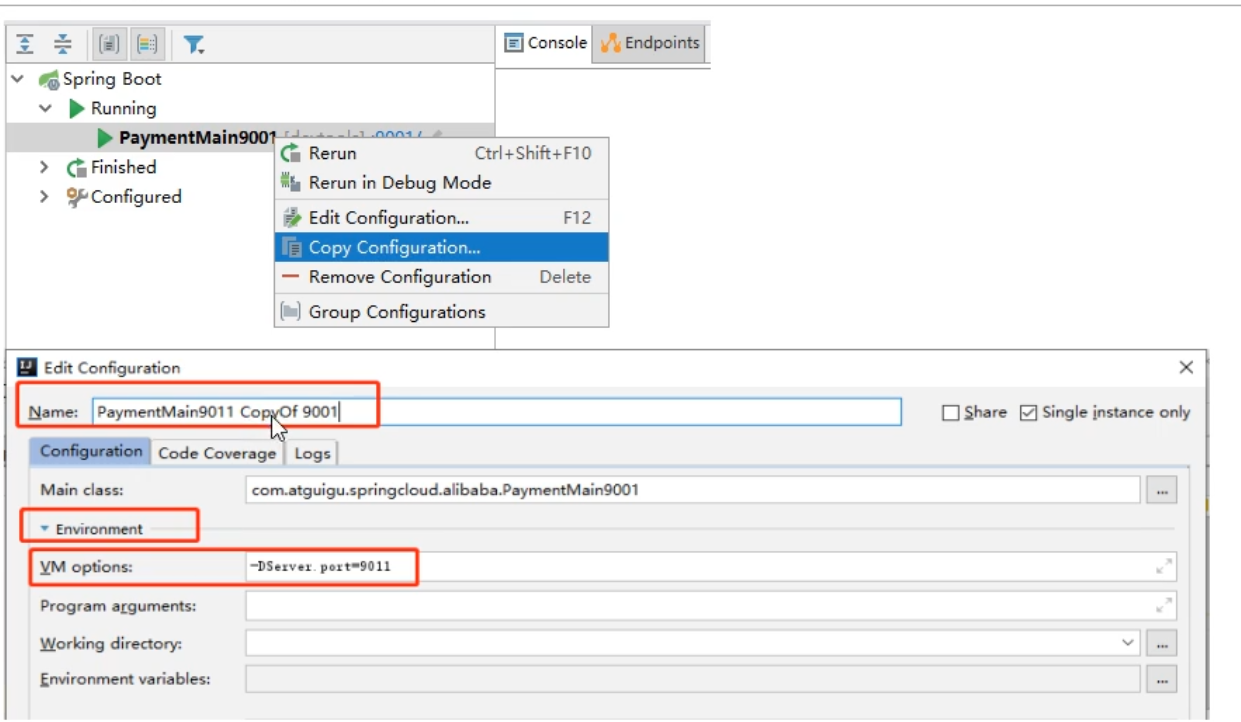 Console Endpoints
Spring Boot
Running
PaymentMain9001
Rerun Ctrl+Shift+F10
Finished
Rerun in Debug Mode
Configured
Edit Configuration... F12
Copy Configuration...
Remove Configuration Delete
Group Configurations
Edit Configuration
Name: PaymentMain9011 CopyOf 9001 Share Single instance only
Configuration Code Coverage Logs
Main class: com.atguigu.springcloud.alibaba.PaymentMain9001 ...
Environment
VM options: -DServer.port=9011
Program arguments:
Working directory: ...
Environment variables: ...